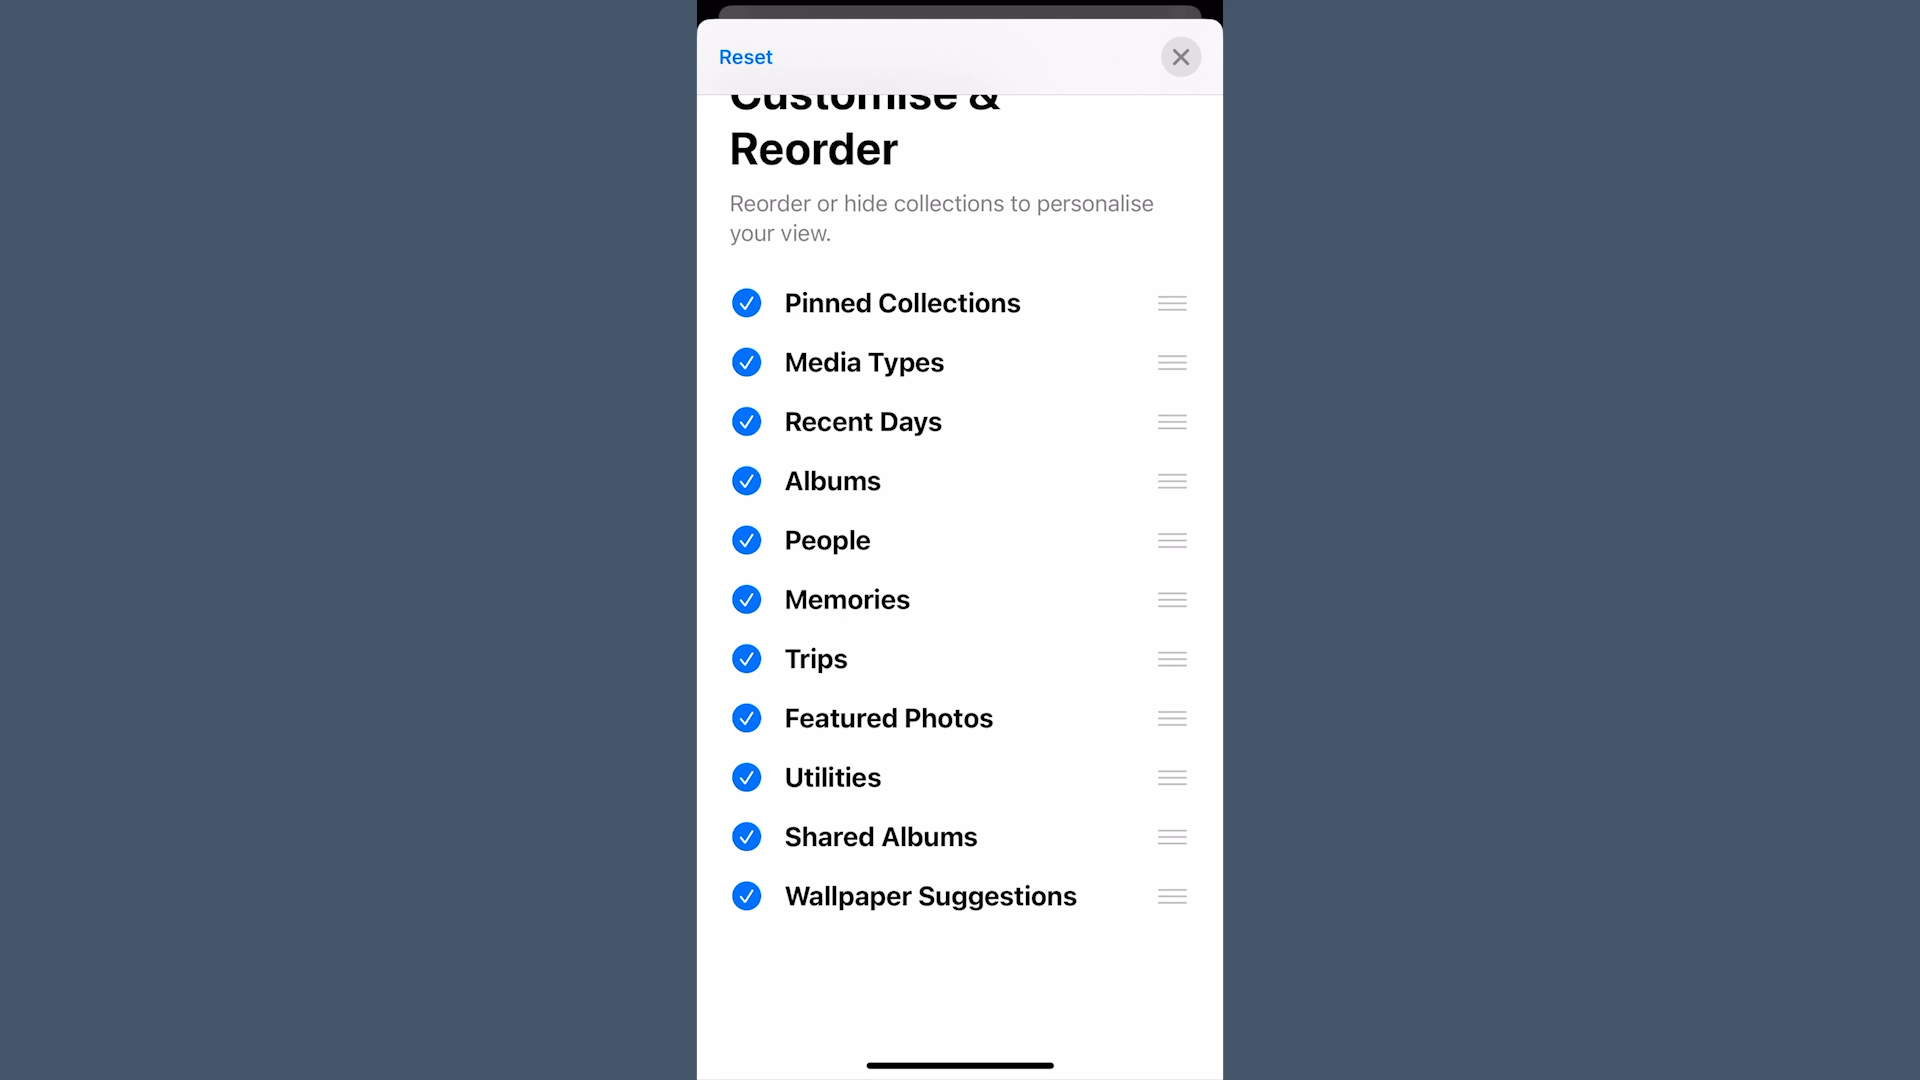 Reset
Customise &
Reorder
Reorder or hide collections to personalise
your view.
Pinned Collections
Media Types
Recent Days
Albums
People
Memories
Trips
Featured Photos
Utilities
Shared Albums
Wallpaper Suggestions